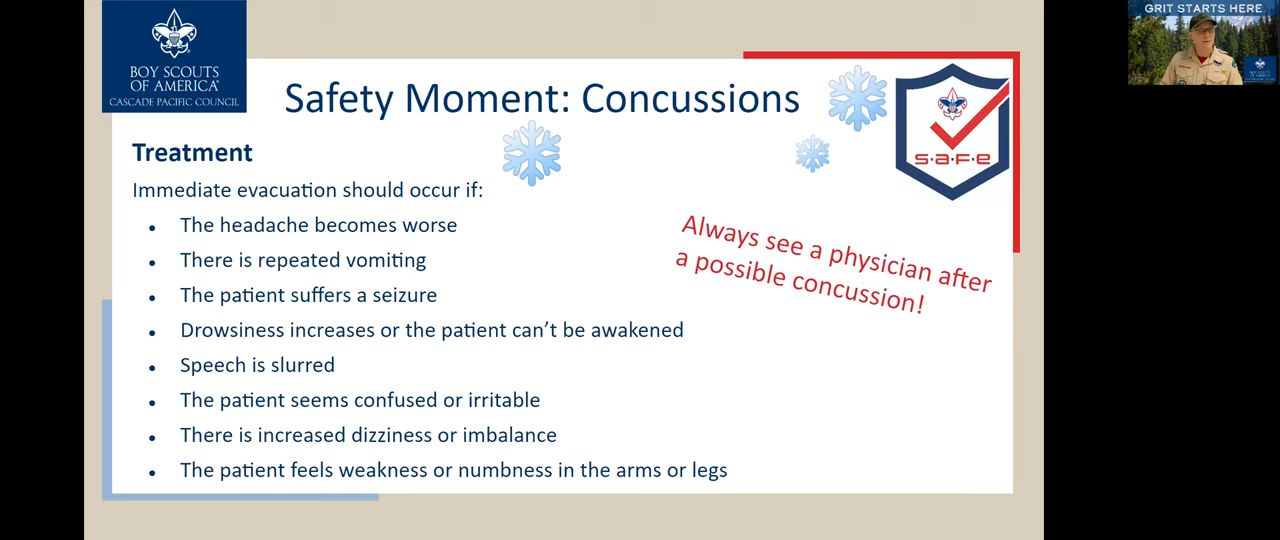 BOY SCOUTS
OF AMERICA®
CASCADE PACIFIC COUNCIL
Safety Moment: Concussions
s·a·f·e
Treatment
Immediate evacuation should occur if:
• The headache becomes worse
• There is repeated vomiting
• The patient suffers a seizure
• Drowsiness increases or the patient can't be awakened
• Speech is slurred
• The patient seems confused or irritable
• There is increased dizziness or imbalance
• The patient feels weakness or numbness in the arms or legs
Always see a physician after
a possible concussion!
GRIT STARTS HERE